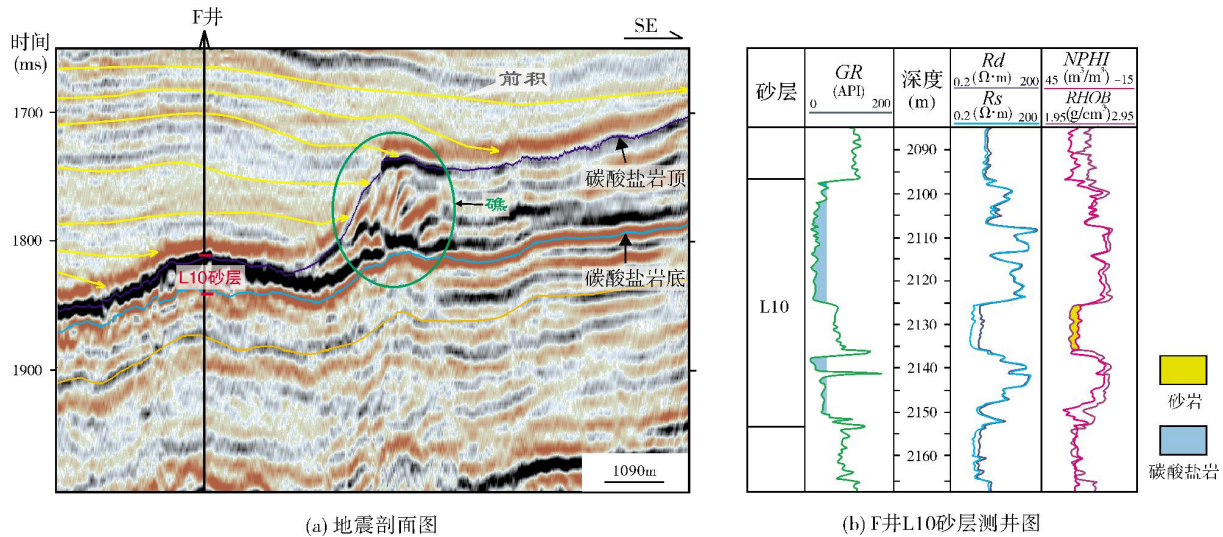 F井
SE
时间
(ms)
1700
1800
1900
前积
碳酸盐岩顶
礁
L10砂层
碳酸盐岩底
1090m
(a) 地震剖面图
砂层
GR
(API)
0 200
深度
(m)
Rd
0.2 (Ω·m) 200
Rs
0.2 (Ω·m) 200
NPHI
45 (m³/m³) -15
RHOB
1.95 (g/cm³) 2.95
L10
2090
2100
2110
2120
2130
2140
2150
2160
砂岩
碳酸盐岩
(b) F井L10砂层测井图